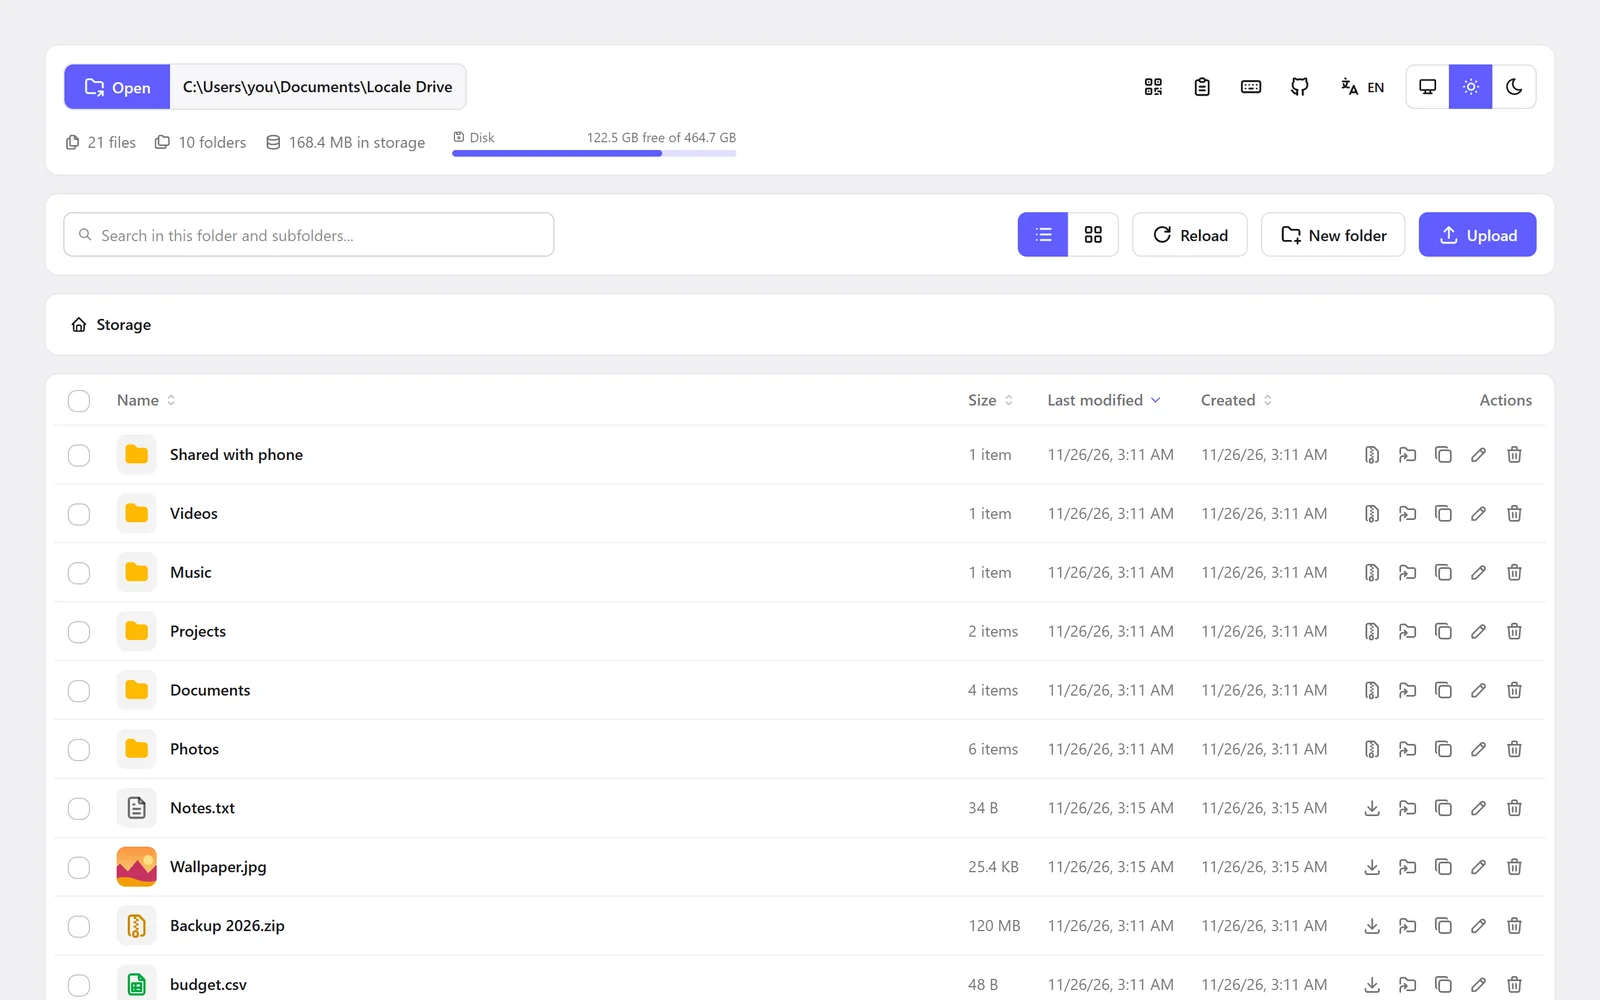 Open C:\Users\you\Documents\Locale Drive EN
21 files 10 folders 168.4 MB in storage Disk 122.5 GB free of 464.7 GB
Search in this folder and subfolders... Reload New folder Upload
Storage
Name Size Last modified Created Actions
Shared with phone 1 item 11/26/26, 3:11 AM 11/26/26, 3:11 AM
Videos 1 item 11/26/26, 3:11 AM 11/26/26, 3:11 AM
Music 1 item 11/26/26, 3:11 AM 11/26/26, 3:11 AM
Projects 2 items 11/26/26, 3:11 AM 11/26/26, 3:11 AM
Documents 4 items 11/26/26, 3:11 AM 11/26/26, 3:11 AM
Photos 6 items 11/26/26, 3:11 AM 11/26/26, 3:11 AM
Notes.txt 34 B 11/26/26, 3:15 AM 11/26/26, 3:15 AM
Wallpaper.jpg 25.4 KB 11/26/26, 3:15 AM 11/26/26, 3:15 AM
Backup 2026.zip 120 MB 11/26/26, 3:11 AM 11/26/26, 3:11 AM
budget.csv 48 B 11/26/26, 3:11 AM 11/26/26, 3:11 AM